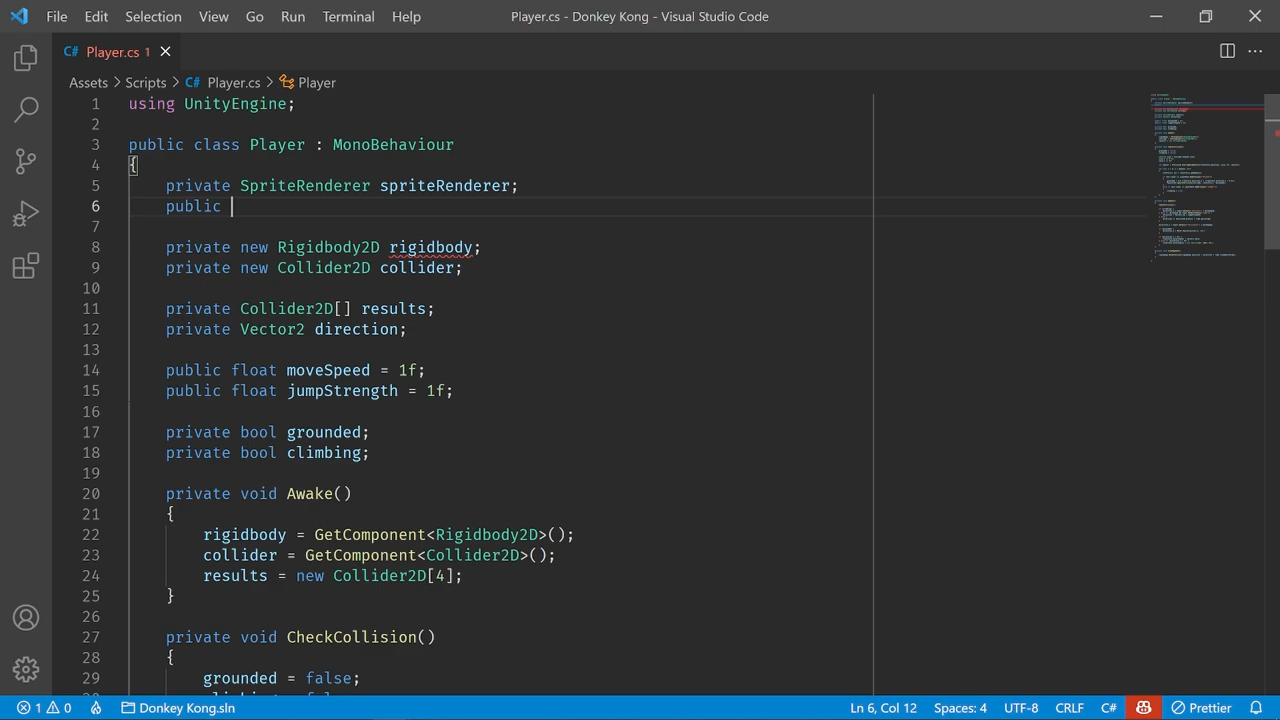 File Edit Selection View Go Run Terminal Help Player.cs - Donkey Kong - Visual Studio Code
C# Player.cs 1
Assets > Scripts > C# Player.cs > Player
1 using UnityEngine;
2
3 public class Player : MonoBehaviour
4 {
5 private SpriteRenderer spriteRenderer;
6 public
7
8 private new Rigidbody2D rigidbody;
9 private new Collider2D collider;
10
11 private Collider2D[] results;
12 private Vector2 direction;
13
14 public float moveSpeed = 1f;
15 public float jumpStrength = 1f;
16
17 private bool grounded;
18 private bool climbing;
19
20 private void Awake()
21 {
22 rigidbody = GetComponent<Rigidbody2D>();
23 collider = GetComponent<Collider2D>();
24 results = new Collider2D[4];
25 }
26
27 private void CheckCollision()
28 {
29 grounded = false;
1 0 Donkey Kong.sln Ln 6, Col 12 Spaces: 4 UTF-8 CRLF C# Prettier